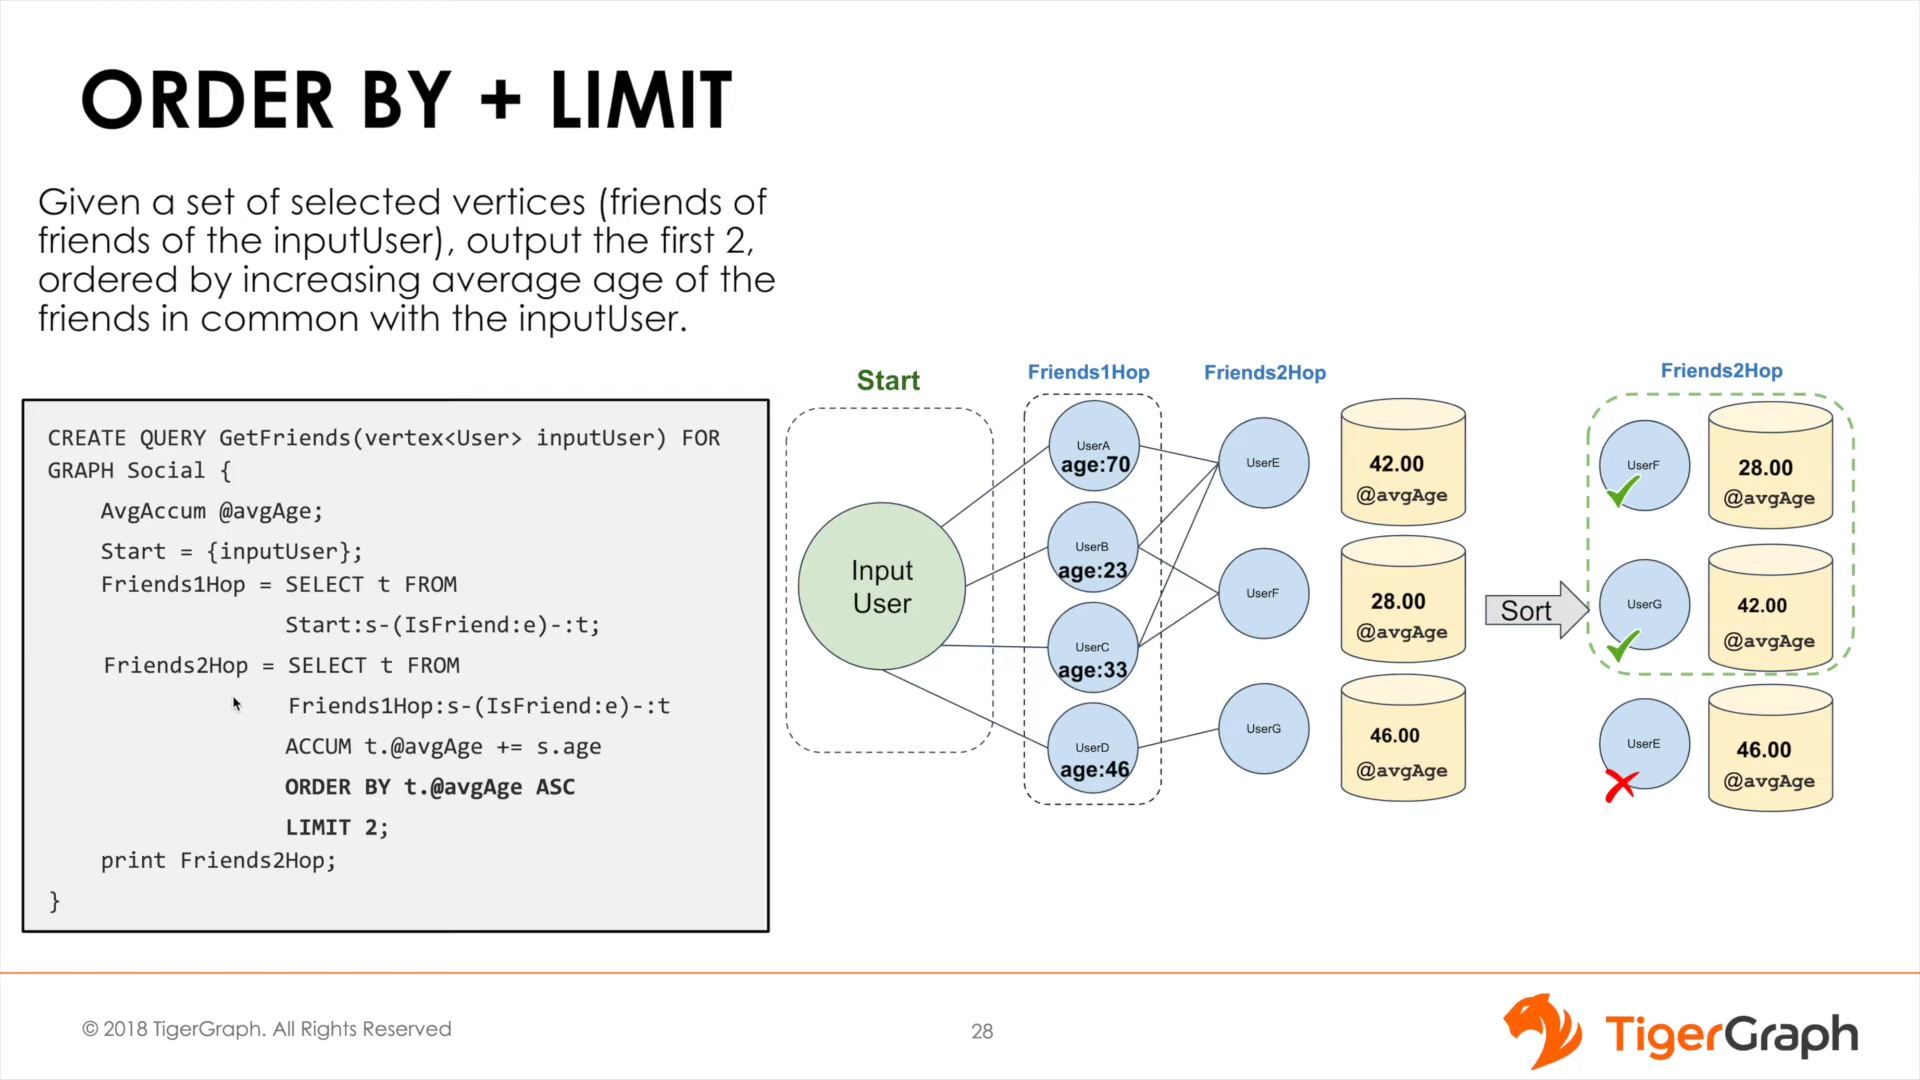 ORDER BY + LIMIT
Given a set of selected vertices (friends of
friends of the inputUser), output the first 2,
ordered by increasing average age of the
friends in common with the inputUser.
CREATE QUERY GetFriends(vertex<User> inputUser) FOR
GRAPH Social {
AvgAccum @avgAge;
Start = {inputUser};
Friends1Hop = SELECT t FROM
Start:s-(IsFriend:e)-:t;
Friends2Hop = SELECT t FROM
Friends1Hop:s-(IsFriend:e)-:t
ACCUM t.@avgAge += s.age
ORDER BY t.@avgAge ASC
LIMIT 2;
print Friends2Hop;
}
Start
Input
User
Friends1Hop
UserA
age:70
UserB
age:23
UserC
age:33
UserD
age:46
Friends2Hop
UserE
42.00
@avgAge
UserF
28.00
@avgAge
UserG
46.00
@avgAge
Sort
Friends2Hop
UserF
28.00
@avgAge
UserG
42.00
@avgAge
UserE
46.00
@avgAge
© 2018 TigerGraph. All Rights Reserved
28
TigerGraph